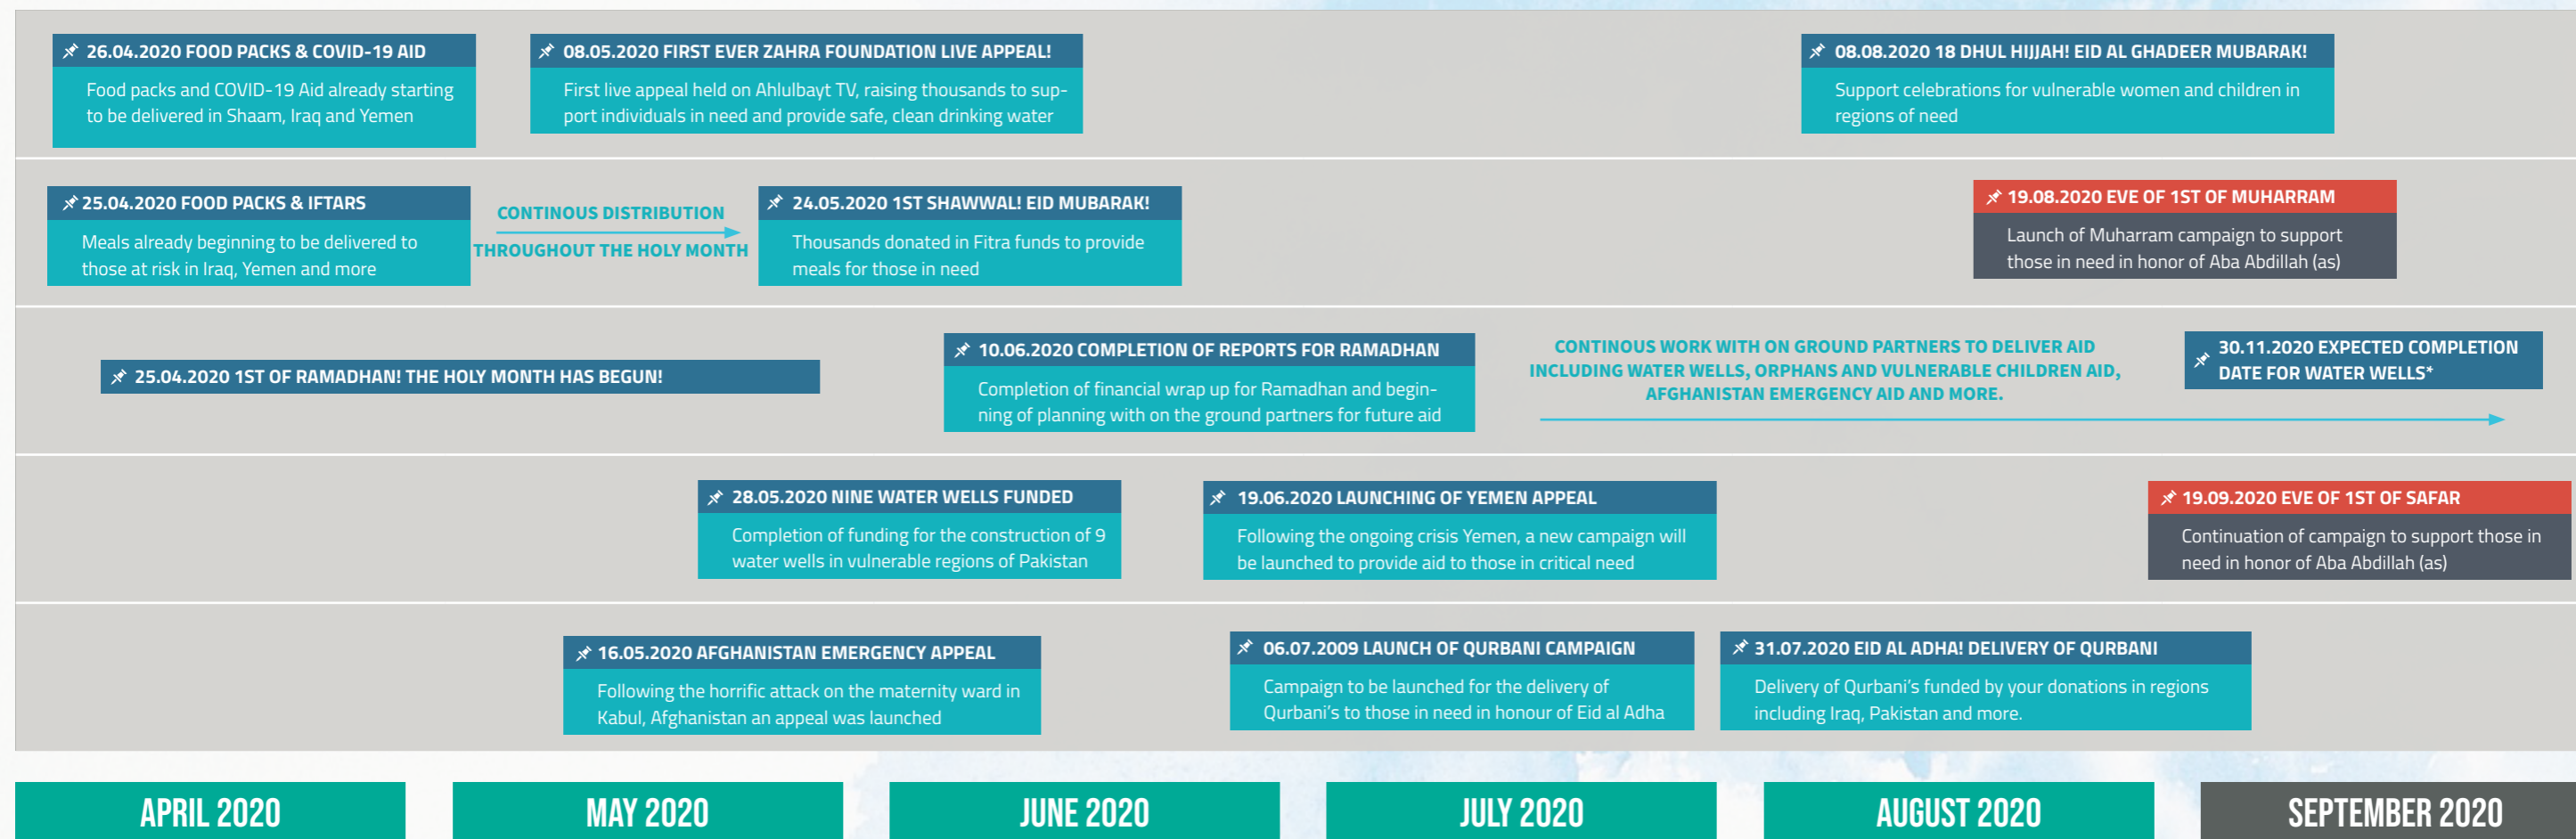 26.04.2020 FOOD PACKS & COVID-19 AID
Food packs and COVID-19 Aid already starting
to be delivered in Shaam, Iraq and Yemen
08.05.2020 FIRST EVER ZAHRA FOUNDATION LIVE APPEAL!
First live appeal held on Ahlulbayt TV, raising thousands to sup-
port individuals in need and provide safe, clean drinking water
08.08.2020 18 DHUL HIJJAH! EID AL GHADEER MUBARAK!
Support celebrations for vulnerable women and children in
regions of need
25.04.2020 FOOD PACKS & IFTARS
Meals already beginning to be delivered to
those at risk in Iraq, Yemen and more
CONTINOUS DISTRIBUTION
THROUGHOUT THE HOLY MONTH
24.05.2020 1ST SHAWWAL! EID MUBARAK!
Thousands donated in Fitra funds to provide
meals for those in need
19.08.2020 EVE OF 1ST OF MUHARRAM
Launch of Muharram campaign to support
those in need in honor of Aba Abdillah (as)
25.04.2020 1ST OF RAMADHAN! THE HOLY MONTH HAS BEGUN!
10.06.2020 COMPLETION OF REPORTS FOR RAMADHAN
Completion of financial wrap up for Ramadhan and begin-
ning of planning with on the ground partners for future aid
CONTINOUS WORK WITH ON GROUND PARTNERS TO DELIVER AID
INCLUDING WATER WELLS, ORPHANS AND VULNERABLE CHILDREN AID,
AFGHANISTAN EMERGENCY AID AND MORE.
30.11.2020 EXPECTED COMPLETION
DATE FOR WATER WELLS*
28.05.2020 NINE WATER WELLS FUNDED
Completion of funding for the construction of 9
water wells in vulnerable regions of Pakistan
19.06.2020 LAUNCHING OF YEMEN APPEAL
Following the ongoing crisis Yemen, a new campaign will
be launched to provide aid to those in critical need
19.09.2020 EVE OF 1ST OF SAFAR
Continuation of campaign to support those in
need in honor of Aba Abdillah (as)
16.05.2020 AFGHANISTAN EMERGENCY APPEAL
Following the horrific attack on the maternity ward in
Kabul, Afghanistan an appeal was launched
06.07.2009 LAUNCH OF QURBANI CAMPAIGN
Campaign to be launched for the delivery of
Qurbani's to those in need in honour of Eid al Adha
31.07.2020 EID AL ADHA! DELIVERY OF QURBANI
Delivery of Qurbani's funded by your donations in regions
including Iraq, Pakistan and more.
APRIL 2020
MAY 2020
JUNE 2020
JULY 2020
AUGUST 2020
SEPTEMBER 2020